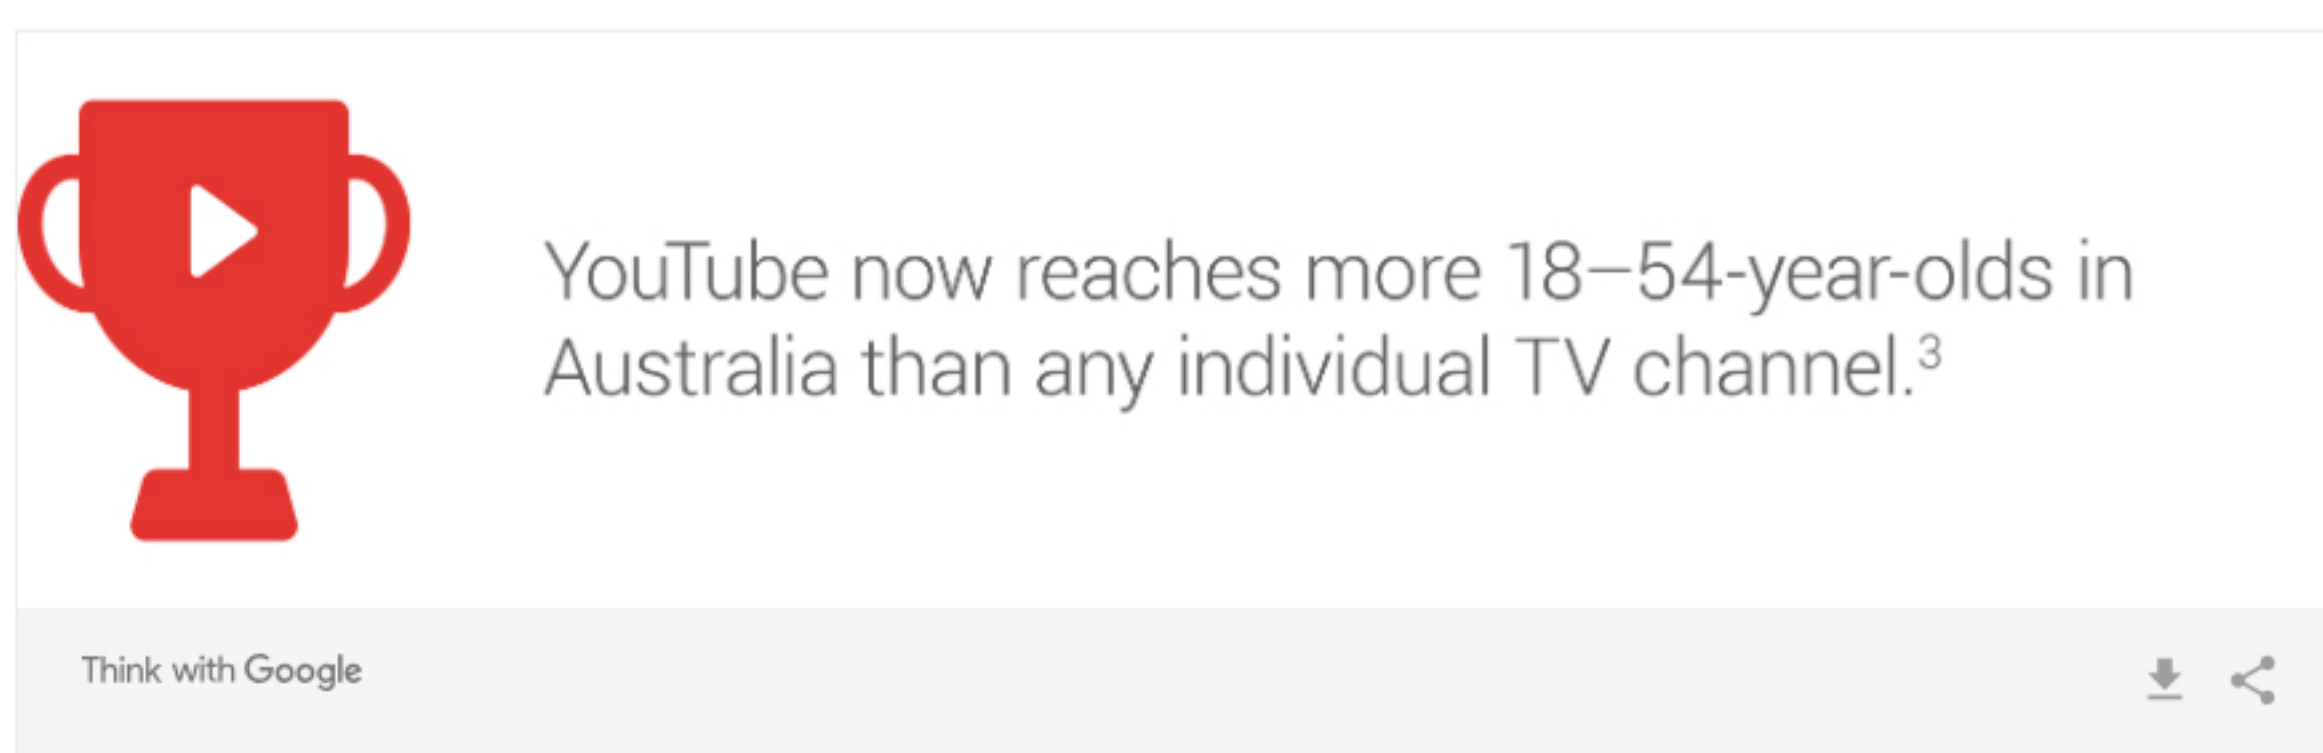 YouTube now reaches more 18–54-year-olds in
Australia than any individual TV channel.³
Think with Google